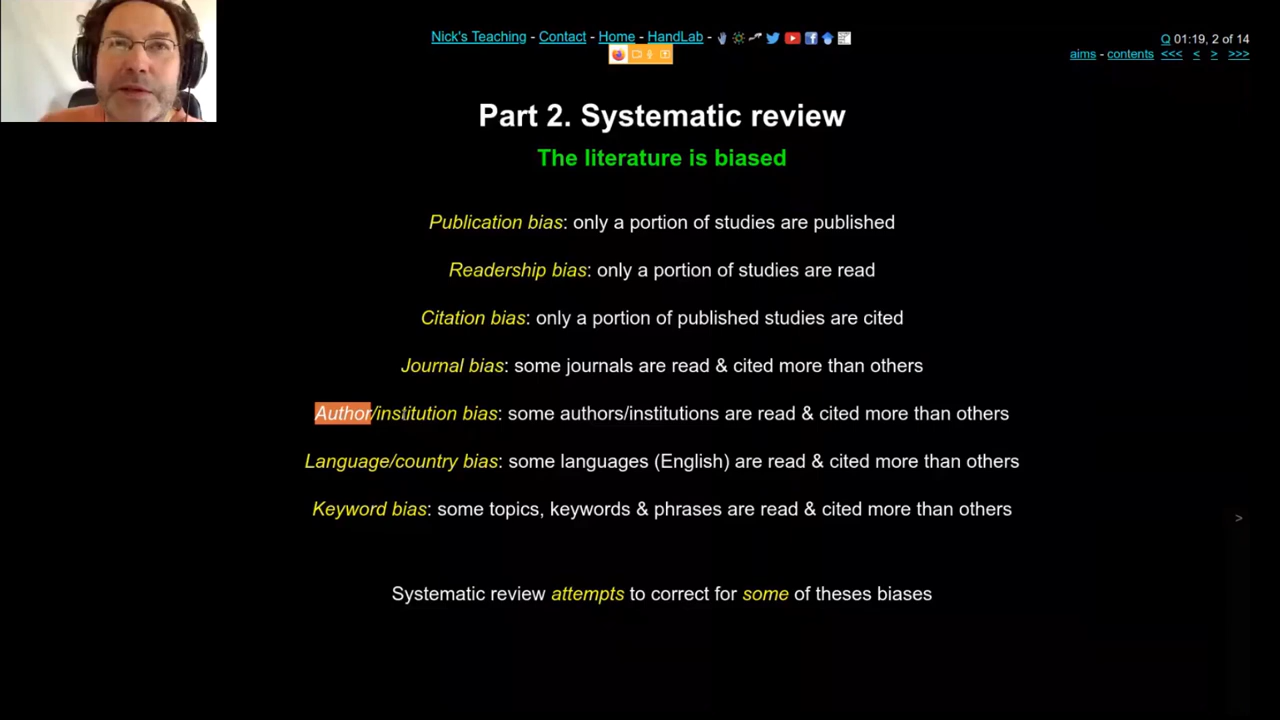 Nick's Teaching - Contact - Home - HandLab -
Q 01:19, 2 of 14
aims - contents <<< < > >>>
Part 2. Systematic review
The literature is biased
Publication bias: only a portion of studies are published
Readership bias: only a portion of studies are read
Citation bias: only a portion of published studies are cited
Journal bias: some journals are read & cited more than others
Author/institution bias: some authors/institutions are read & cited more than others
Language/country bias: some languages (English) are read & cited more than others
Keyword bias: some topics, keywords & phrases are read & cited more than others
>
Systematic review attempts to correct for some of theses biases